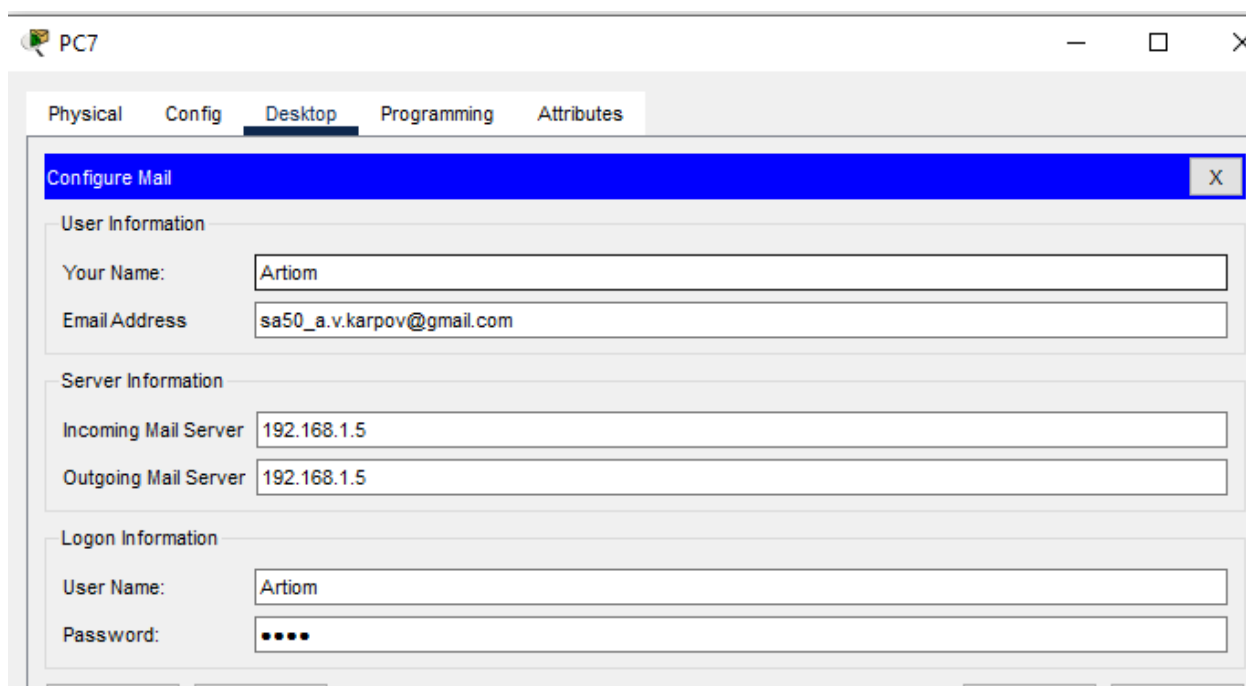 PC7
Physical Config Desktop Programming Attributes
Configure Mail X
User Information
Your Name: Artiom
Email Address sa50_a.v.karpov@gmail.com
Server Information
Incoming Mail Server 192.168.1.5
Outgoing Mail Server 192.168.1.5
Logon Information
User Name: Artiom
Password: ••••